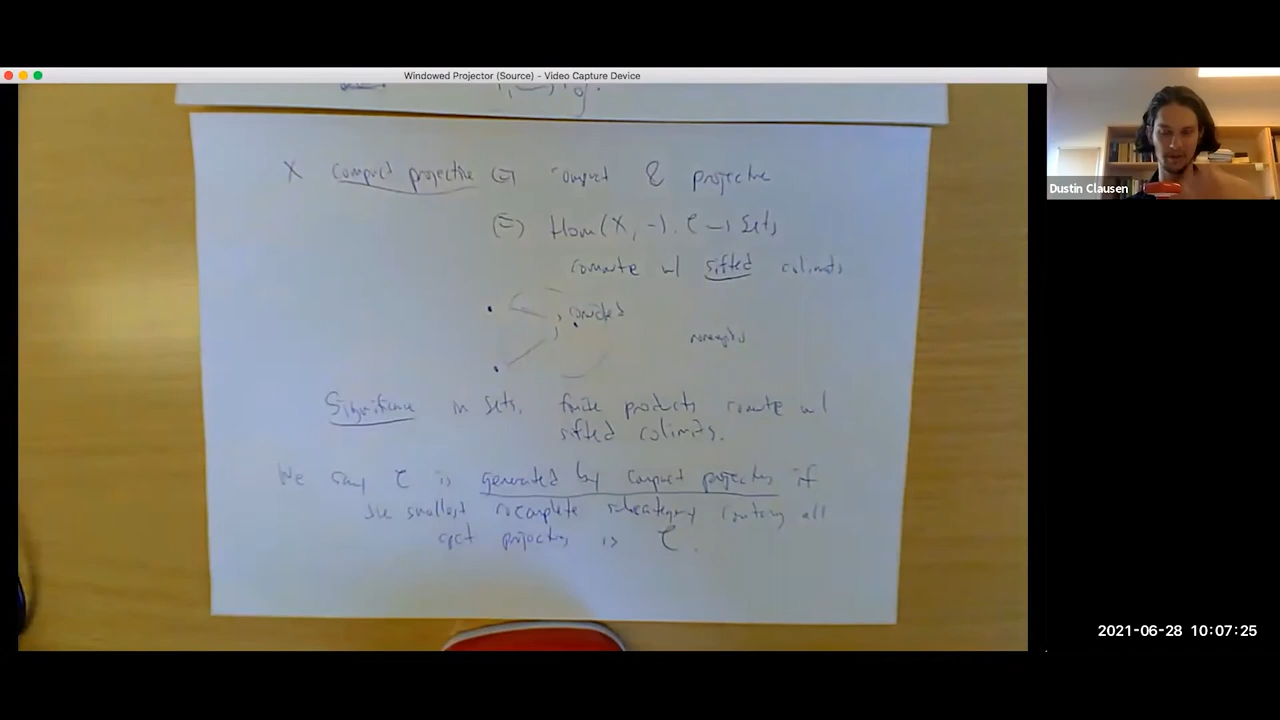 Windowed Projector (Source) - Video Capture Device
Dustin Clausen
X compact projective (=) compact & projective
(=) Hom(X, -): C → Sets
commute w/ sifted colimits
connected
nonempty
Significance in Sets, finite products commute w/
sifted colimits.
We say C is generated by compact projectives if
the smallest cocomplete subcategory containing all
cpct projectives is C.
2021-06-28 10:07:25